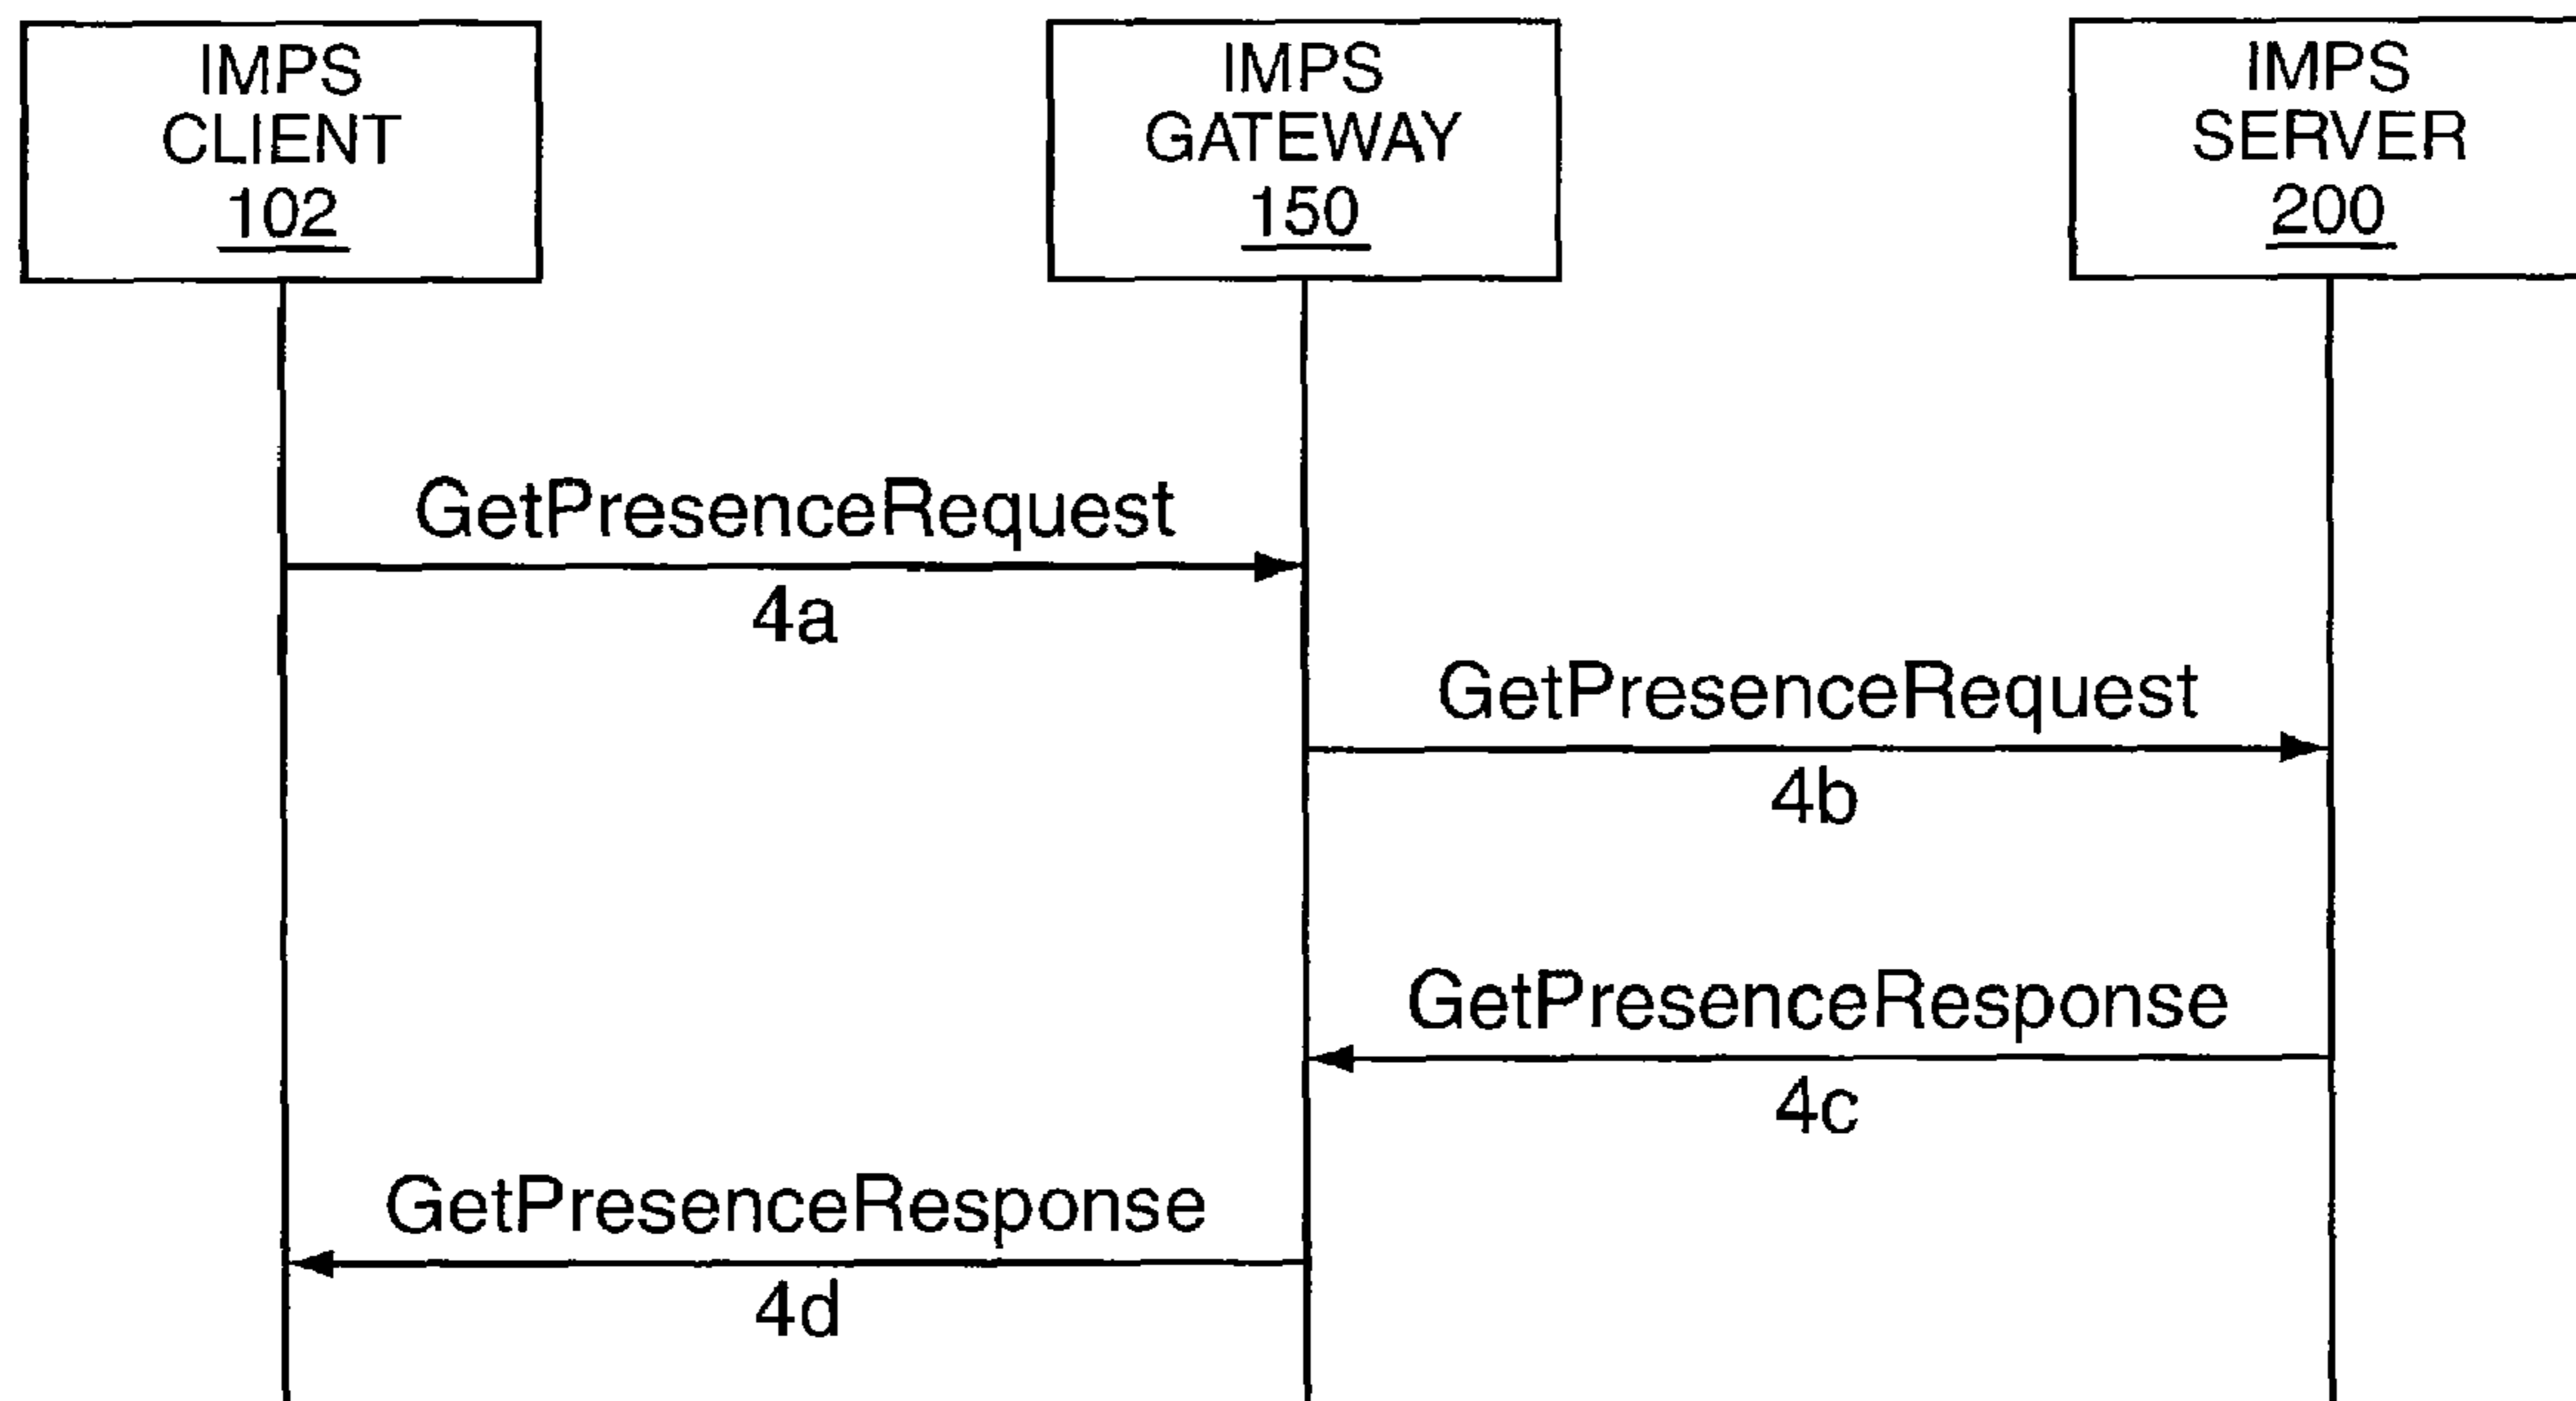 IMPS
CLIENT
102
IMPS
GATEWAY
150
IMPS
SERVER
200
GetPresenceRequest
4a
GetPresenceRequest
4b
GetPresenceResponse
4c
GetPresenceResponse
4d